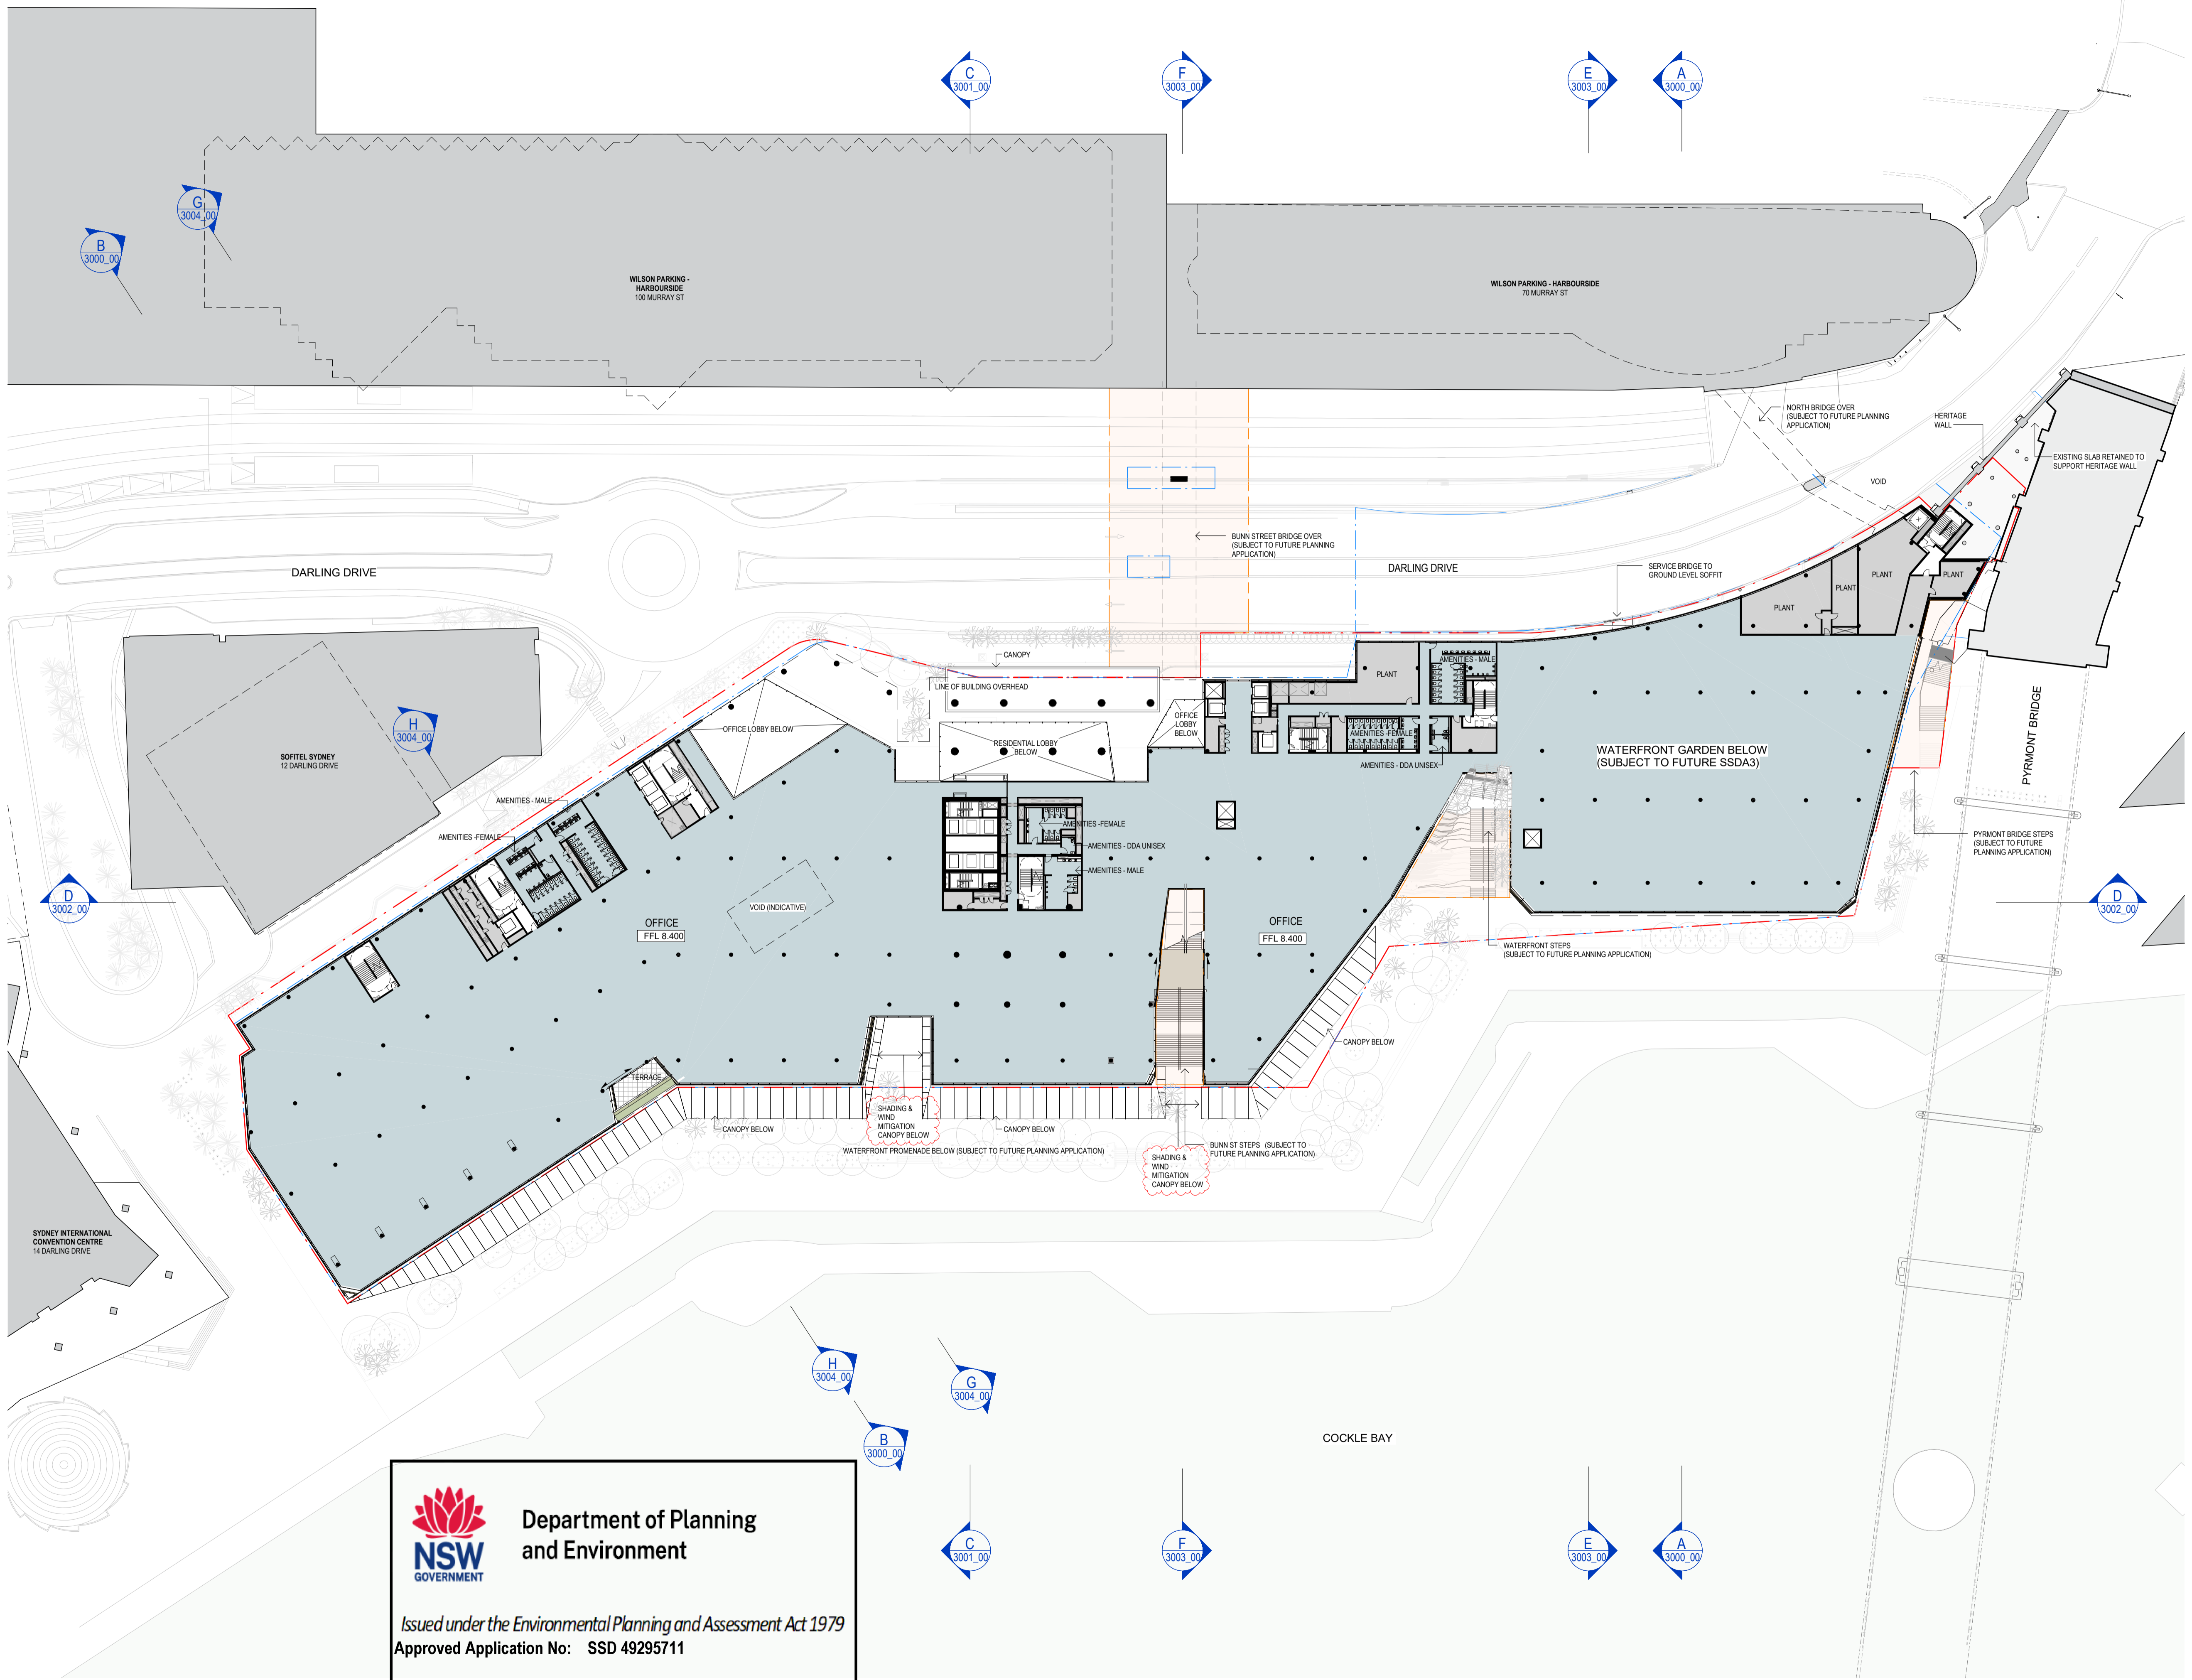 C
3001_00
F
3003_00
E
3003_00
A
3000_00
G
3004_00
B
3000_00
WILSON PARKING -
HARBOURSIDE
100 MURRAY ST
WILSON PARKING - HARBOURSIDE
70 MURRAY ST
NORTH BRIDGE OVER
(SUBJECT TO FUTURE PLANNING
APPLICATION)
HERITAGE
WALL
EXISTING SLAB RETAINED TO
SUPPORT HERITAGE WALL
VOID
BUNN STREET BRIDGE OVER
(SUBJECT TO FUTURE PLANNING
APPLICATION)
DARLING DRIVE
DARLING DRIVE
SERVICE BRIDGE TO
GROUND LEVEL SOFFIT
PLANT
PLANT
PLANT
PLANT
CANOPY
LINE OF BUILDING OVERHEAD
AMENITIES - MALE
PLANT
OFFICE LOBBY BELOW
OFFICE
LOBBY
BELOW
RESIDENTIAL LOBBY
BELOW
AMENITIES -FEMALE
AMENITIES - DDA UNISEX
WATERFRONT GARDEN BELOW
(SUBJECT TO FUTURE SSDA3)
PYRMONT BRIDGE
H
3004_00
SOFITEL SYDNEY
12 DARLING DRIVE
AMENITIES - MALE
AMENITIES -FEMALE
AMENITIES -FEMALE
AMENITIES - DDA UNISEX
AMENITIES - MALE
PYRMONT BRIDGE STEPS
(SUBJECT TO FUTURE
PLANNING APPLICATION)
D
3002_00
D
3002_00
VOID (INDICATIVE)
OFFICE
FFL 8.400
OFFICE
FFL 8.400
WATERFRONT STEPS
(SUBJECT TO FUTURE PLANNING APPLICATION)
CANOPY BELOW
TERRACE
SHADING &
WIND
MITIGATION
CANOPY BELOW
CANOPY BELOW
CANOPY BELOW
WATERFRONT PROMENADE BELOW (SUBJECT TO FUTURE PLANNING APPLICATION)
BUNN ST STEPS (SUBJECT TO
FUTURE PLANNING APPLICATION)
SHADING &
WIND
MITIGATION
CANOPY BELOW
SYDNEY INTERNATIONAL
CONVENTION CENTRE
14 DARLING DRIVE
H
3004_00
G
3004_00
B
3000_00
COCKLE BAY
C
3001_00
F
3003_00
E
3003_00
A
3000_00
NSW
GOVERNMENT
Department of Planning
and Environment
Issued under the Environmental Planning and Assessment Act 1979
Approved Application No: SSD 49295711